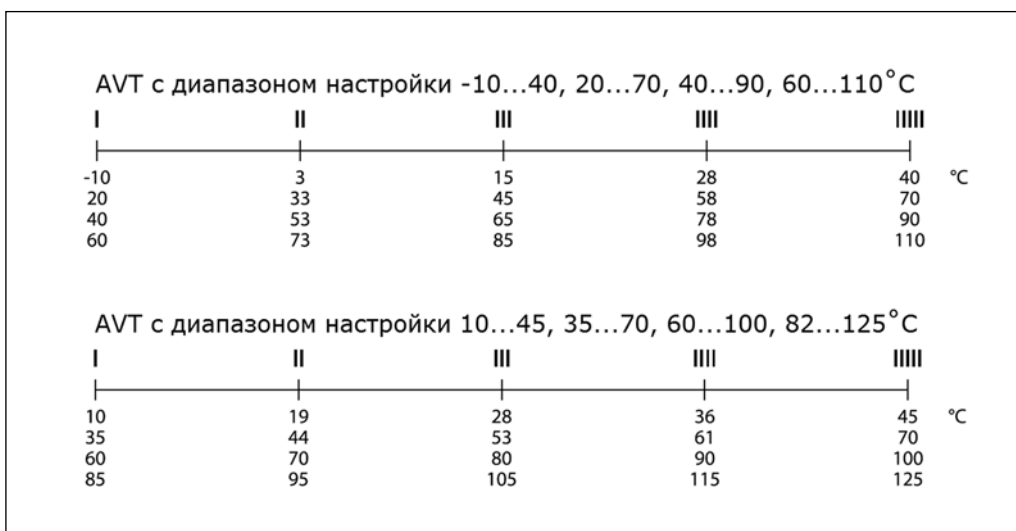 AVT с диапазоном настройки -10...40, 20...70, 40...90, 60...110°C
I II III IIII IIIII
-10 3 15 28 40 °C
20 33 45 58 70
40 53 65 78 90
60 73 85 98 110
AVT с диапазоном настройки 10...45, 35...70, 60...100, 82...125°C
I II III IIII IIIII
10 19 28 36 45 °C
35 44 53 61 70
60 70 80 90 100
85 95 105 115 125